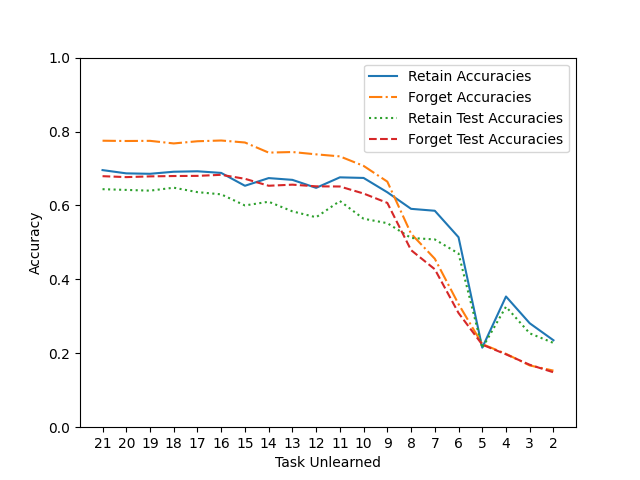 Retain Accuracies
Forget Accuracies
Retain Test Accuracies
Forget Test Accuracies
1.0
0.8
0.6
0.4
0.2
0.0
Accuracy
21 20 19 18 17 16 15 14 13 12 11 10 9 8 7 6 5 4 3 2
Task Unlearned